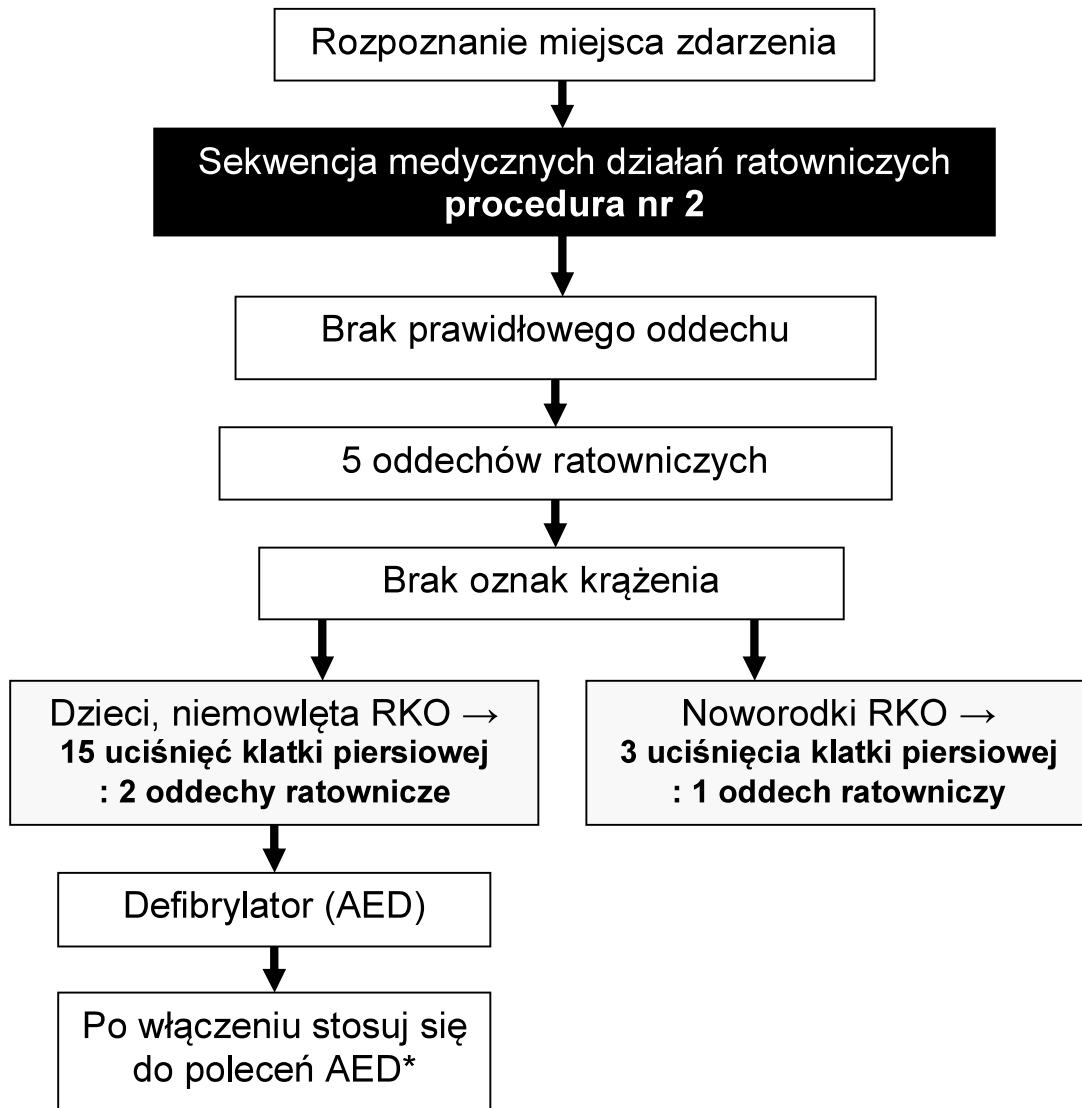 Rozpoznanie miejsca zdarzenia
Sekwencja medycznych działań ratowniczych
procedura nr 2
Brak prawidłowego oddechu
5 oddechów ratowniczych
Brak oznak krążenia
Dzieci, niemowlęta RKO →
15 uciśnięć klatki piersiowej
: 2 oddechy ratownicze
Noworodki RKO →
3 uciśnięcia klatki piersiowej
: 1 oddech ratowniczy
Defibrylator (AED)
Po włączeniu stosuj się
do poleceń AED*